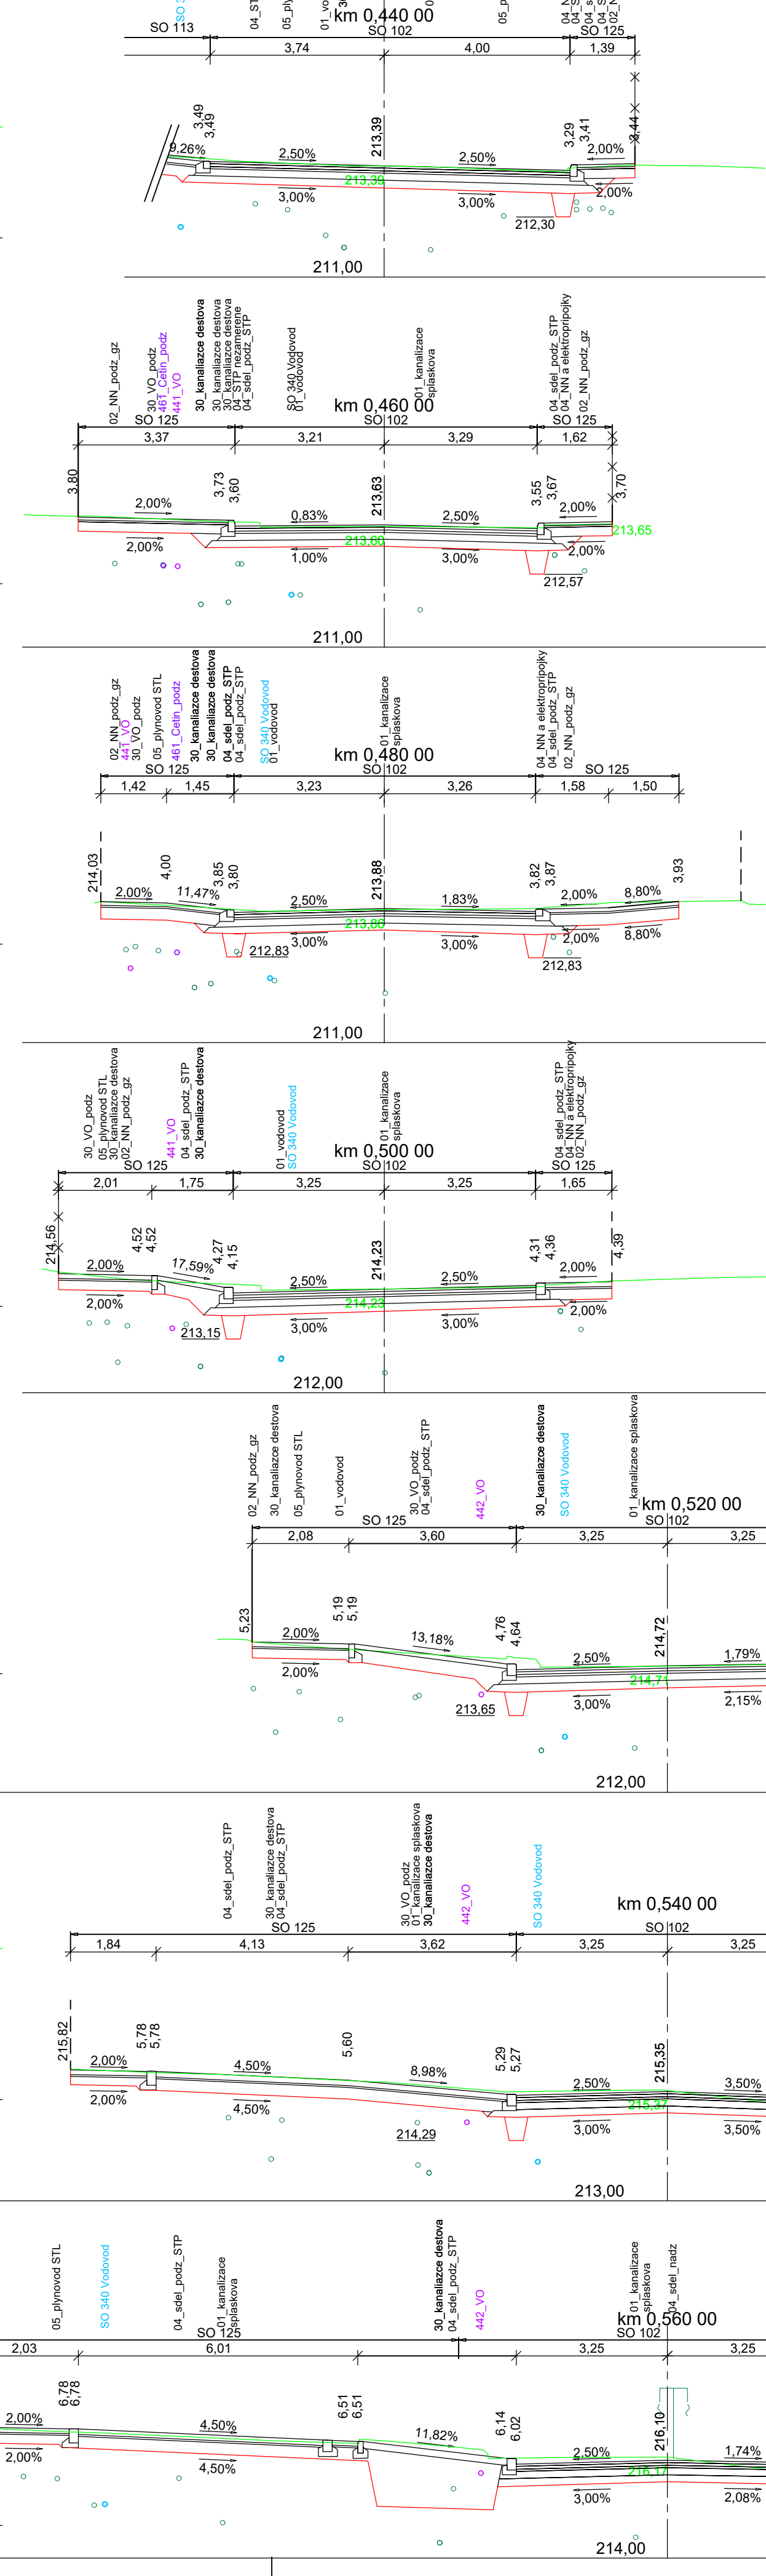 km 0,440 00
SO 113
SO 102
SO 125
3,74
4,00
1,39
3,49
3,49
213,39
3,29
3,41
3,44
9,26%
2,50%
2,50%
2,00%
213,39
3,00%
3,00%
2,00%
212,30
211,00
02_NN_podz_gz
30_VO_podz
461_Cetin_podz
441_VO
30_kanaliazce destova
30_kanaliazce destova
30_kanaliazce destova
04_STP nezamerene
04_sdel_podz_STP
SO 340 Vodovod
01_vodovod
01_kanalizace
splaskova
04_sdel_podz_STP
04_NN a elektropripojky
02_NN_podz_gz
km 0,460 00
SO 125
SO 102
SO 125
3,37
3,21
3,29
1,62
3,80
3,73
3,60
213,63
3,55
3,67
3,70
2,00%
0,83%
2,50%
2,00%
213,65
213,60
2,00%
1,00%
3,00%
2,00%
212,57
211,00
02_NN_podz_gz
441_VO
30_VO_podz
05_plynovod STL
461_Cetin_podz
30_kanaliazce destova
30_kanaliazce destova
04_sdel_podz_STP
04_sdel_podz_STP
SO 340 Vodovod
01_vodovod
01_kanalizace
splaskova
04_NN a elektropripojky
04_sdel_podz_STP
02_NN_podz_gz
km 0,480 00
SO 125
SO 102
SO 125
1,42
1,45
3,23
3,26
1,58
1,50
214,03
4,00
3,85
3,80
213,88
3,82
3,87
3,93
2,00%
11,47%
2,50%
1,83%
2,00%
8,80%
213,86
3,00%
3,00%
2,00%
8,80%
212,83
212,83
211,00
30_VO_podz
05_plynovod STL
30_kanaliazce destova
02_NN_podz_gz
441_VO
04_sdel_podz_STP
30_kanaliazce destova
01_vodovod
SO 340 Vodovod
01_kanalizace
splaskova
04_sdel_podz_STP
04_NN a elektropripojky
02_NN_podz_gz
km 0,500 00
SO 125
SO 102
SO 125
2,01
1,75
3,25
3,25
1,65
214,56
4,52
4,52
4,27
4,15
214,23
4,31
4,36
4,39
2,00%
17,59%
2,50%
2,50%
2,00%
214,23
2,00%
3,00%
3,00%
2,00%
213,15
212,00
02_NN_podz_gz
30_kanaliazce destova
05_plynovod STL
01_vodovod
30_VO_podz
04_sdel_podz_STP
442_VO
30_kanaliazce destova
SO 340 Vodovod
01_kanalizace splaskova
km 0,520 00
SO 125
SO 102
2,08
3,60
3,25
3,25
5,23
5,19
5,19
4,76
4,64
214,72
2,00%
13,18%
2,50%
1,79%
214,71
2,00%
3,00%
2,15%
213,65
212,00
04_sdel_podz_STP
30_kanaliazce destova
04_sdel_podz_STP
30_VO_podz
01_kanalizace splaskova
30_kanaliazce destova
442_VO
SO 340 Vodovod
km 0,540 00
SO 125
SO 102
1,84
4,13
3,62
3,25
3,25
215,82
5,78
5,78
5,60
5,29
5,27
215,35
2,00%
4,50%
8,98%
2,50%
3,50%
215,37
2,00%
4,50%
3,00%
3,50%
214,29
213,00
05_plynovod STL
SO 340 Vodovod
04_sdel_podz_STP
01_kanalizace
splaskova
30_kanaliazce destova
04_sdel_podz_STP
442_VO
01_kanalizace
splaskova
04_sdel_nadz
km 0,560 00
SO 125
SO 102
2,03
6,01
3,25
3,25
6,78
6,78
6,51
6,51
6,14
6,02
216,10
2,00%
4,50%
11,82%
2,50%
1,74%
216,17
2,00%
4,50%
3,00%
2,08%
214,00